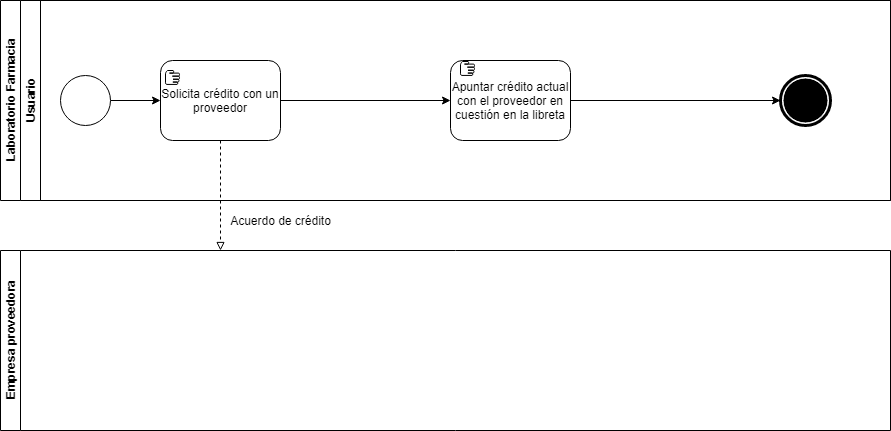 Laboratorio Farmacia
Usuario
Solicita crédito con un
proveedor
Apuntar crédito actual
con el proveedor en
cuestión en la libreta
Acuerdo de crédito
Empresa proveedora